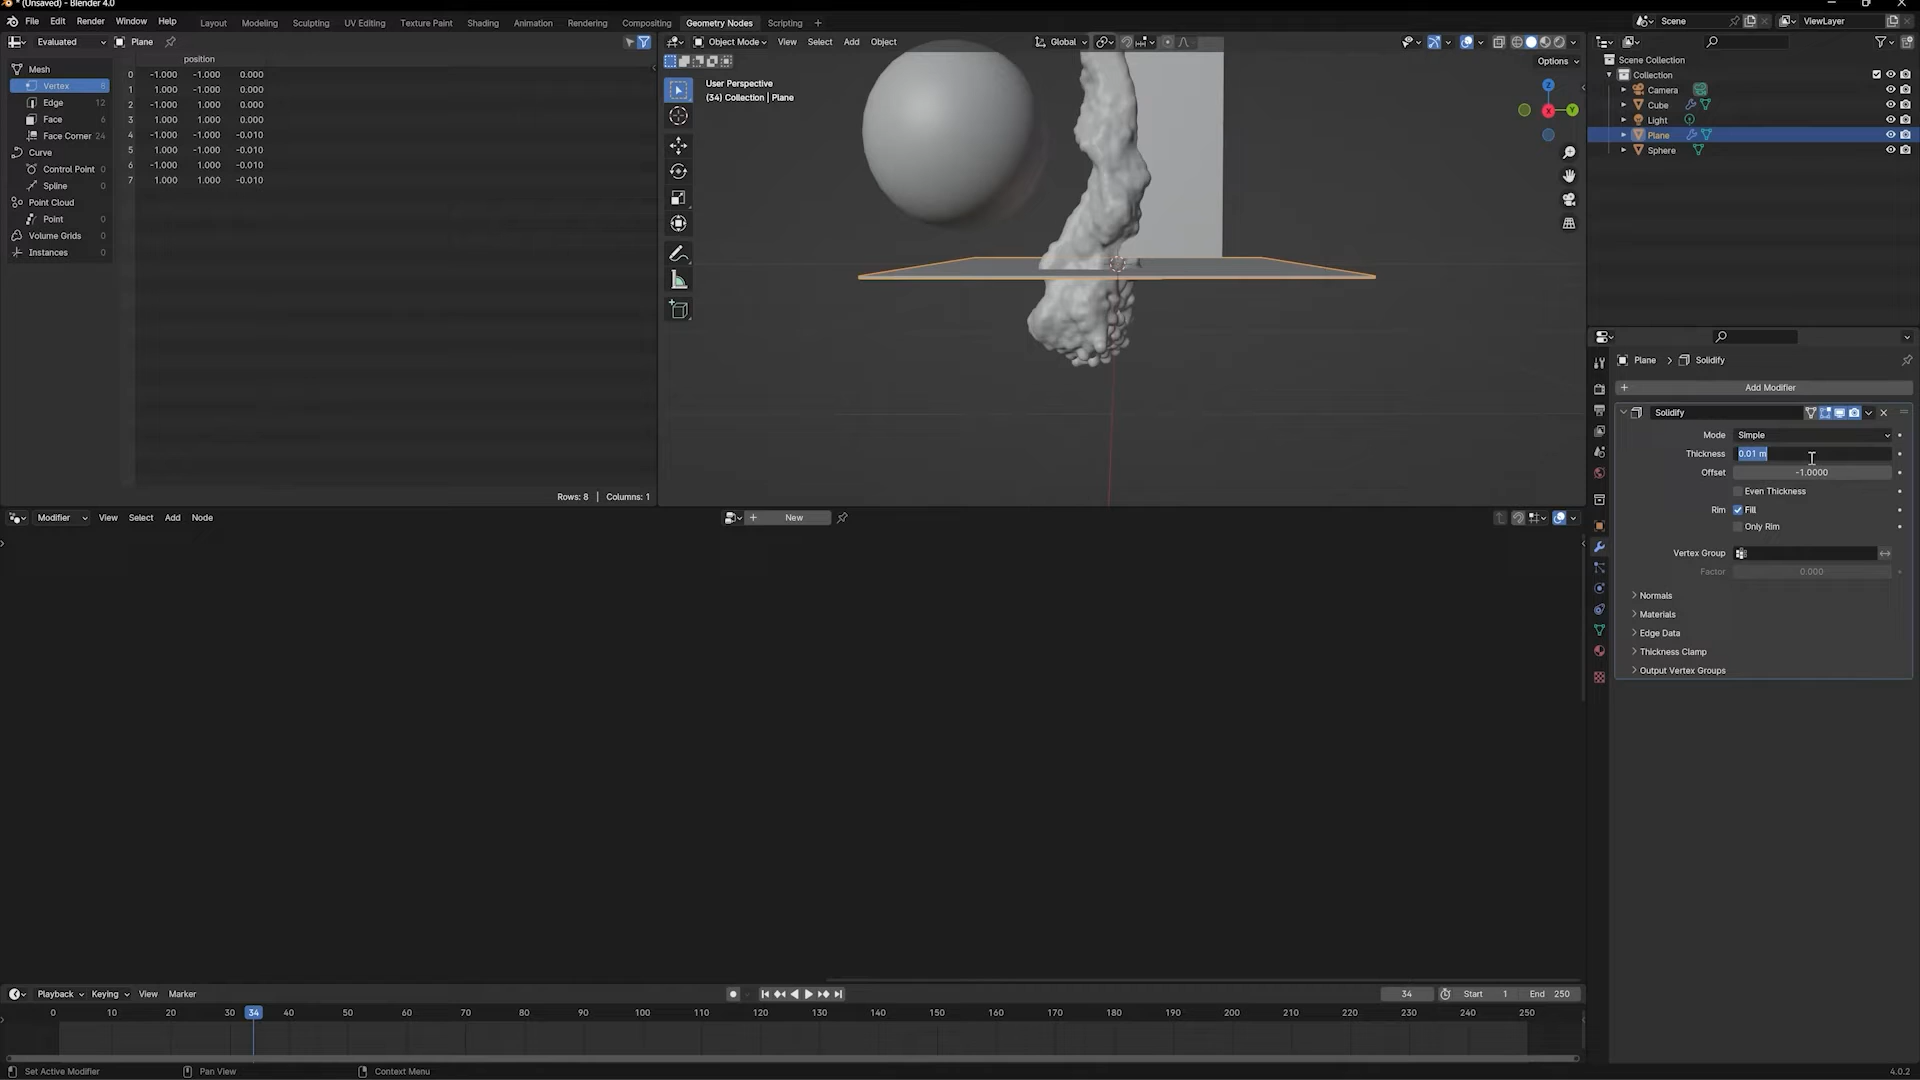 * (Unsaved) - Blender 4.0
File Edit Render Window Help Layout Modeling Sculpting UV Editing Texture Paint Shading Animation Rendering Compositing Geometry Nodes Scripting + Scene ViewLayer
Evaluated Plane
Object Mode View Select Add Object Global
Options
position
Mesh
Vertex 8
Edge 12
Face 6
Face Corner 24
Curve
Control Point 0
Spline 0
Point Cloud
Point 0
Volume Grids 0
Instances 0
0 -1.000 -1.000 0.000
1 1.000 -1.000 0.000
2 -1.000 1.000 0.000
3 1.000 1.000 0.000
4 -1.000 -1.000 -0.010
5 1.000 -1.000 -0.010
6 -1.000 1.000 -0.010
7 1.000 1.000 -0.010
Rows: 8 | Columns: 1
User Perspective
(34) Collection | Plane
Z
X
Y
Scene Collection
Collection
Camera
Cube
Light
Plane
Sphere
Plane > Solidify
+ Add Modifier
Solidify
Mode Simple
Thickness 0.01 m
Offset -1.0000
Even Thickness
Rim Fill
Only Rim
Vertex Group
Factor 0.000
Normals
Materials
Edge Data
Thickness Clamp
Output Vertex Groups
Modifier View Select Add Node + New
Playback Keying View Marker 34 Start 1 End 250
0 10 20 30 34 40 50 60 70 80 90 100 110 120 130 140 150 160 170 180 190 200 210 220 230 240 250
Set Active Modifier Pan View Context Menu 4.0.2